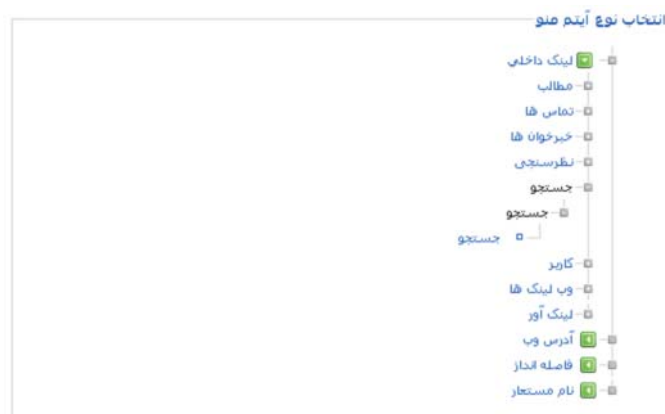 انتخاب نوع آیتم منو
لینک داخلی
مطالب
تماس ها
خبرخوان ها
نظرسنجی
جستجو
جستجو
جستجو
کاربر
وب لینک ها
لینک آور
آدرس وب
فاصله انداز
نام مستعار